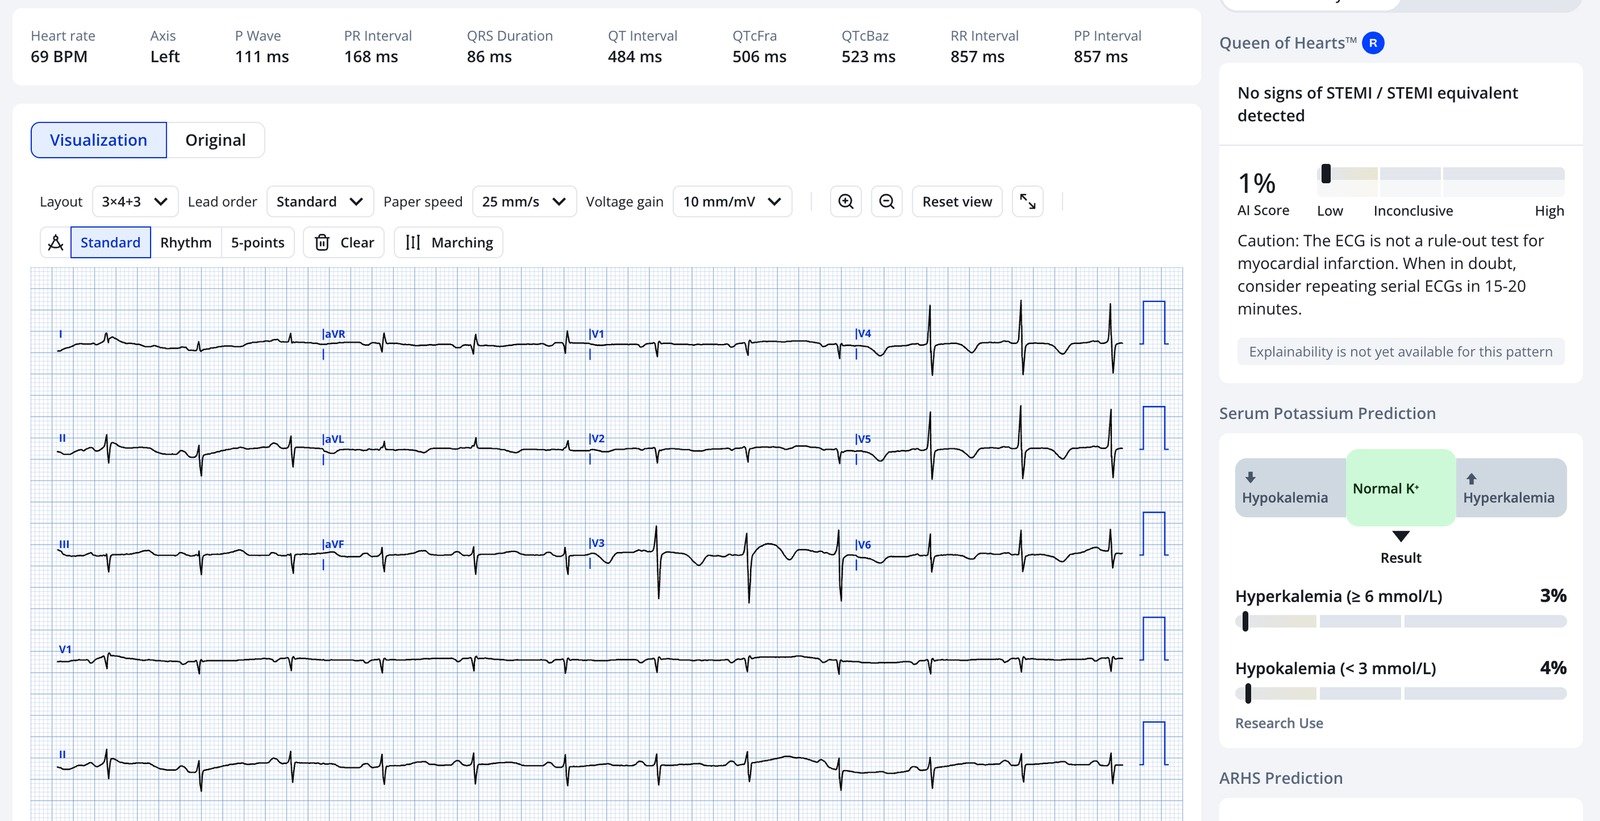 Heart rate Axis P Wave PR Interval QRS Duration QT Interval QTcFra QTcBaz RR Interval PP Interval
69 BPM Left 111 ms 168 ms 86 ms 484 ms 506 ms 523 ms 857 ms 857 ms
Visualization Original
Layout 3×4+3 Lead order Standard Paper speed 25 mm/s Voltage gain 10 mm/mV Reset view
Standard Rhythm 5-points Clear Marching
I aVR V1 V4
II aVL V2 V5
III aVF V3 V6
V1
II
Queen of Hearts™ R
No signs of STEMI / STEMI equivalent
detected
1%
AI Score Low Inconclusive High
Caution: The ECG is not a rule-out test for
myocardial infarction. When in doubt,
consider repeating serial ECGs in 15-20
minutes.
Explainability is not yet available for this pattern
Serum Potassium Prediction
Hypokalemia Normal K⁺ Hyperkalemia
Result
Hyperkalemia (≥ 6 mmol/L) 3%
Hypokalemia (< 3 mmol/L) 4%
Research Use
ARHS Prediction